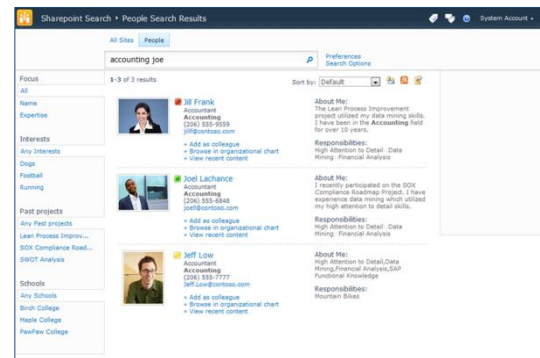 Sharepoint Search ▸ People Search Results
System Account
All Sites People
accounting joe
Preferences
Search Options
Focus
All
Name
Expertise
Interests
Any Interests
Dogs
Football
Running
Past projects
Any Past projects
Lean Process Improv...
SOX Compliance Road...
SWOT Analysis
Schools
Any Schools
Birch College
Maple College
PawPaw College
1-3 of 3 results
Sort by: Default
Jill Frank
Accountant
Accounting
(206) 555-9559
jillf@contoso.com
» Add as colleague
» Browse in organizational chart
» View recent content
About Me:
The Lean Process Improvement
project utilized my data mining skills.
I have been in the Accounting field
for over 10 years.
Responsibilities:
High Attention to Detail · Data
Mining · Financial Analysis
Joel Lachance
Accountant
Accounting
(206) 555-6848
joell@contoso.com
» Add as colleague
» Browse in organizational chart
» View recent content
About Me:
I recently participated on the SOX
Compliance Roadmap Project. I have
experience data mining which utilized
my high attention to detail skills.
Responsibilities:
High Attention to Detail · Data
Mining · Financial Analysis
Jeff Low
Accountant
Accounting
(206) 555-7777
Jeff.Low@contoso.com
» Add as colleague
» Browse in organizational chart
» View recent content
About Me:
High Attention to Detail,Data
Mining,Financial Analysis,SAP
Functional Knowledge
Responsibilities:
Mountain Bikes